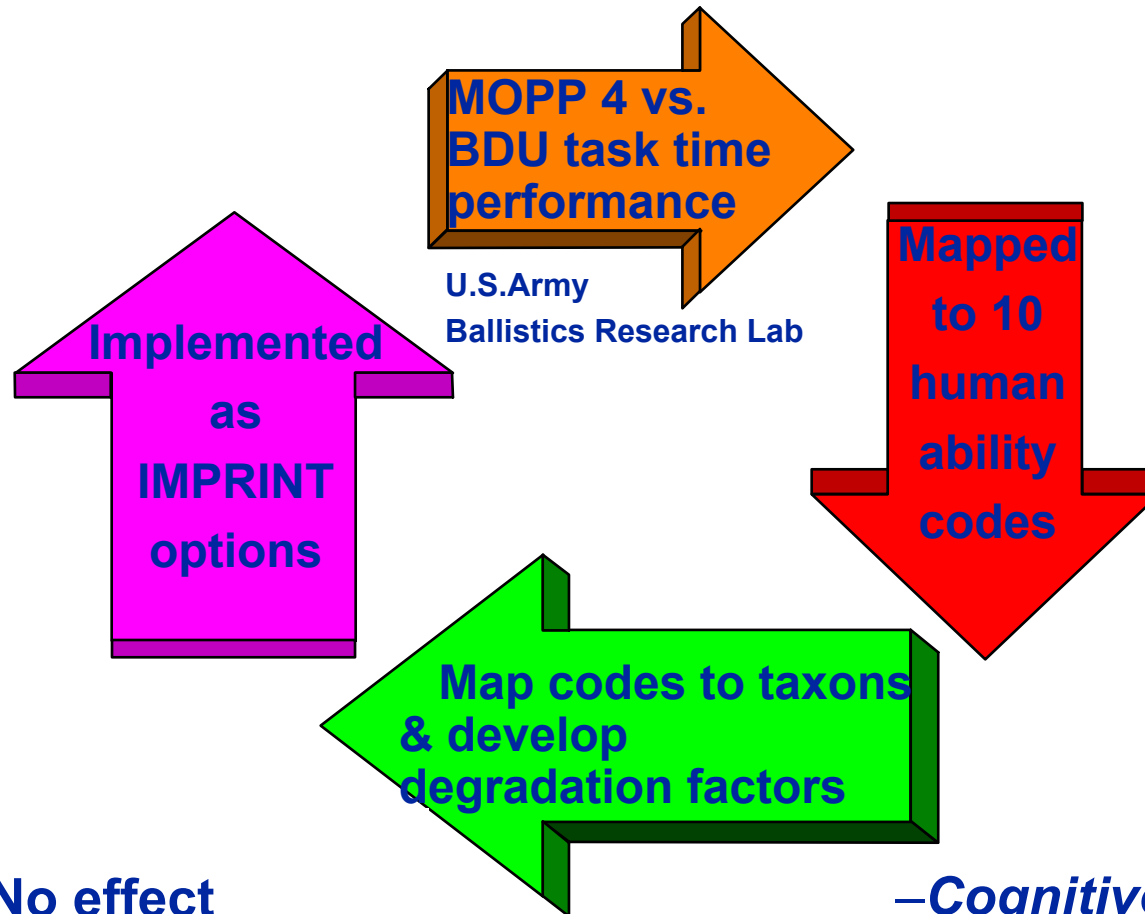 MOPP 4 vs.
BDU task time
performance
U.S.Army
Ballistics Research Lab
Mapped
to 10
human
ability
codes
Map codes to taxons
& develop
degradation factors
Implemented
as
IMPRINT
options
No effect
–Cognitive